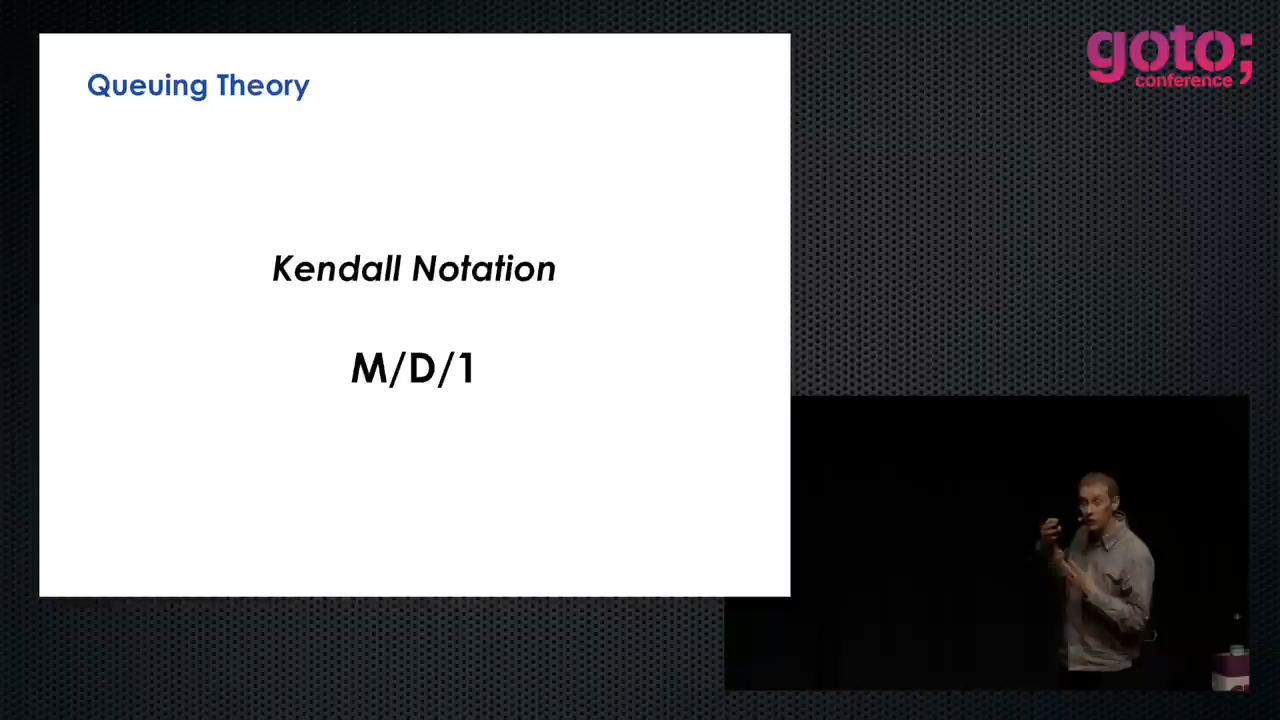 Queuing Theory
Kendall Notation
M/D/1
goto;
conference